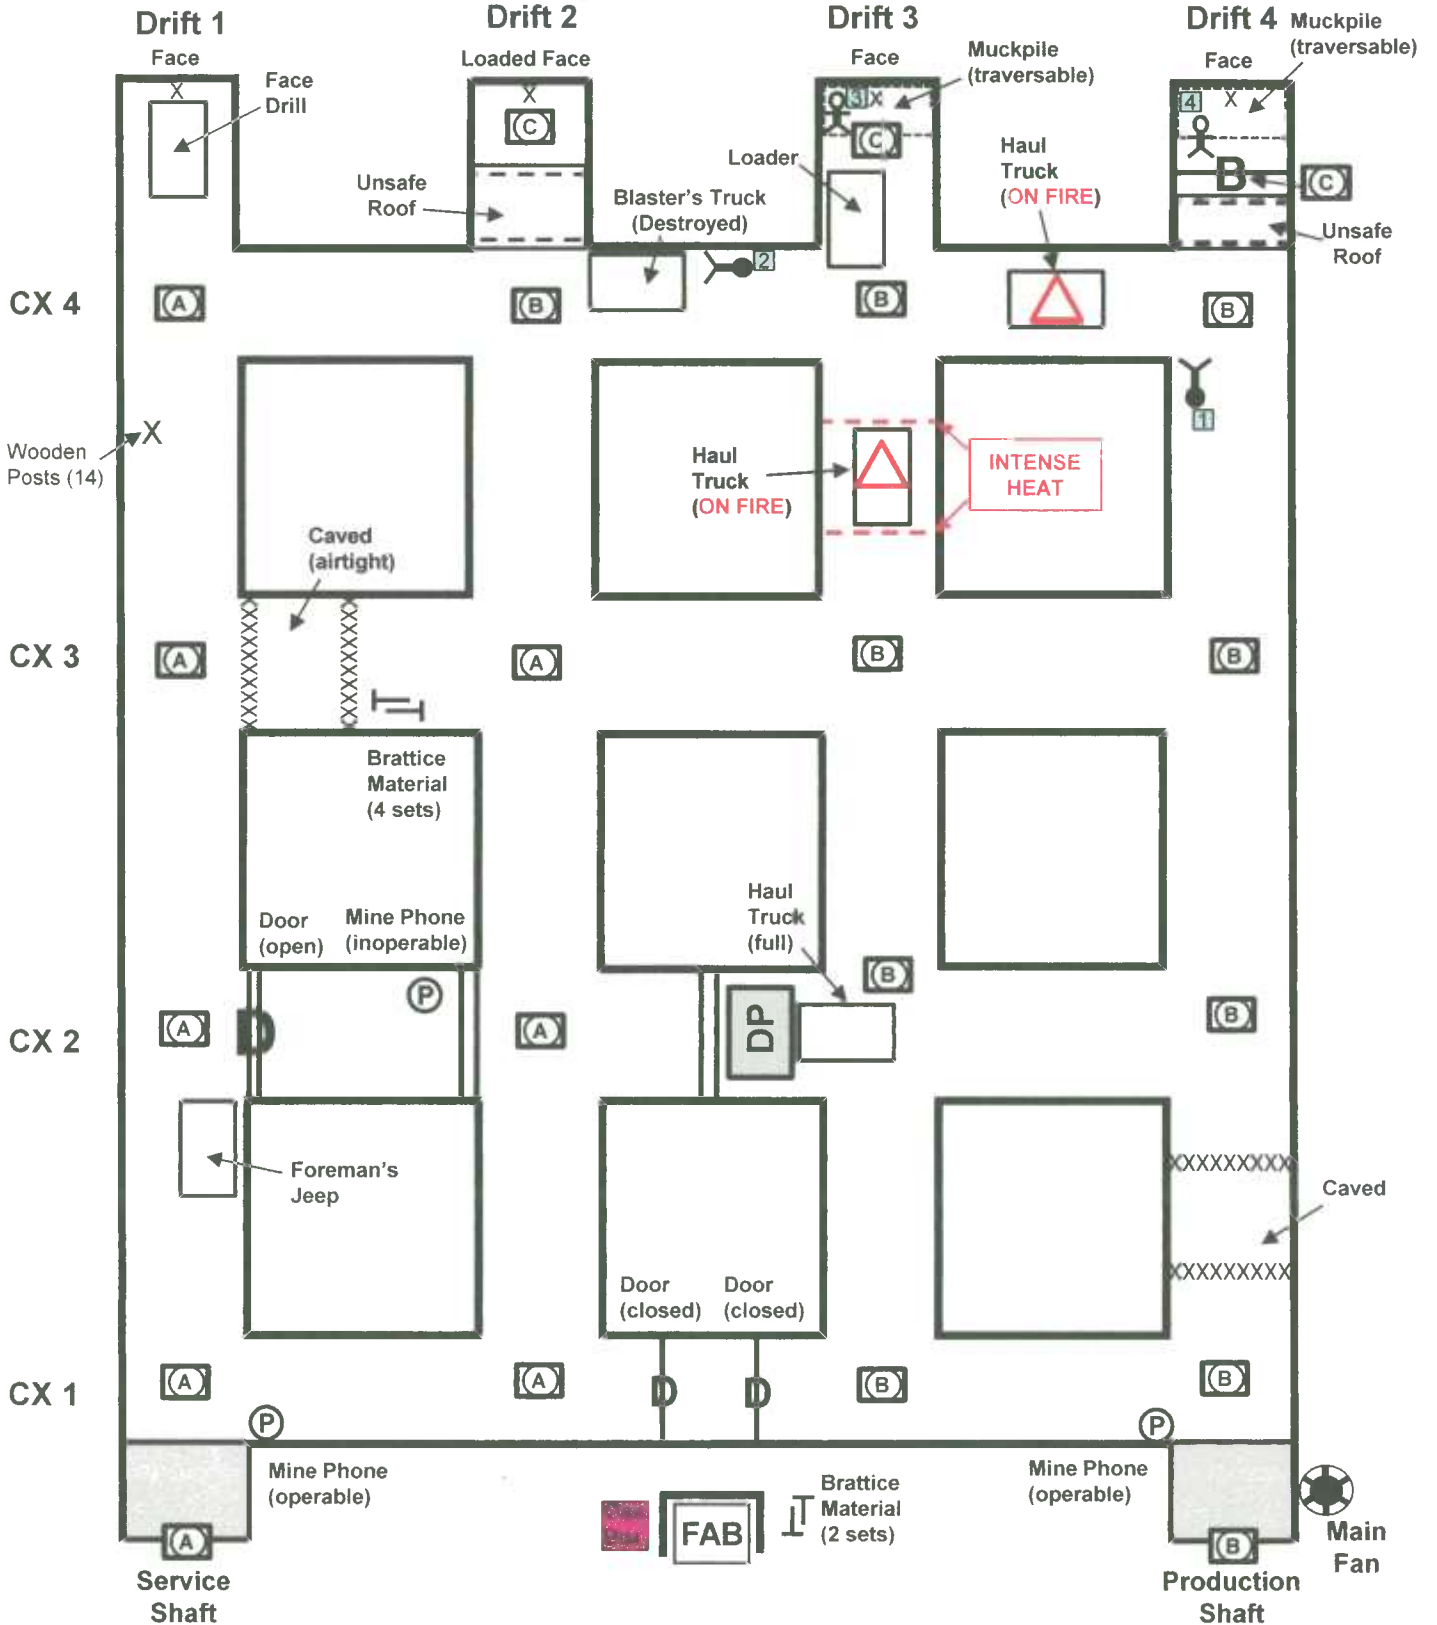 Drift 1
Drift 2
Drift 3
Drift 4
Face
Loaded Face
Face
Face
Muckpile
(traversable)
Muckpile
(traversable)
X
Face
Drill
X
C
Unsafe
Roof
Blaster's Truck
(Destroyed)
2
Loader
3
X
C
Haul
Truck
(ON FIRE)
4
X
B
C
Unsafe
Roof
CX 4
A
B
B
B
1
Wooden
Posts (14)
X
Haul
Truck
(ON FIRE)
INTENSE
HEAT
Caved
(airtight)
CX 3
A
A
B
B
XXXXXXXXXX
XXXXXXXXXX
Brattice
Material
(4 sets)
Door
(open)
Mine Phone
(inoperable)
Haul
Truck
(full)
B
P
CX 2
A
D
A
DP
B
Foreman's
Jeep
XXXXXXXXXX
Caved
XXXXXXXXXX
Door
(closed)
Door
(closed)
CX 1
A
A
D
D
B
B
P
P
Mine Phone
(operable)
Mine Phone
(operable)
FAB
Brattice
Material
(2 sets)
A
B
Main
Fan
Service
Shaft
Production
Shaft